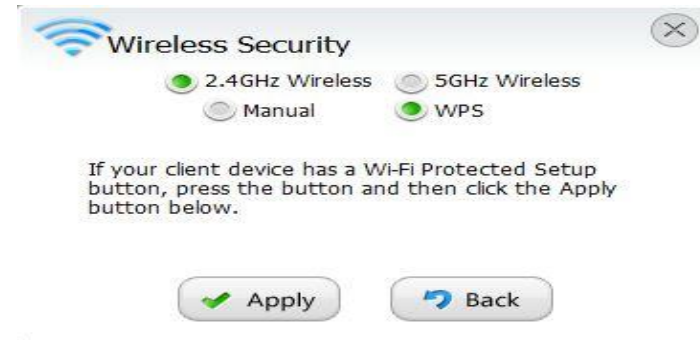 Wireless Security
2.4GHz Wireless 5GHz Wireless
Manual WPS
If your client device has a Wi-Fi Protected Setup
button, press the button and then click the Apply
button below.
Apply Back